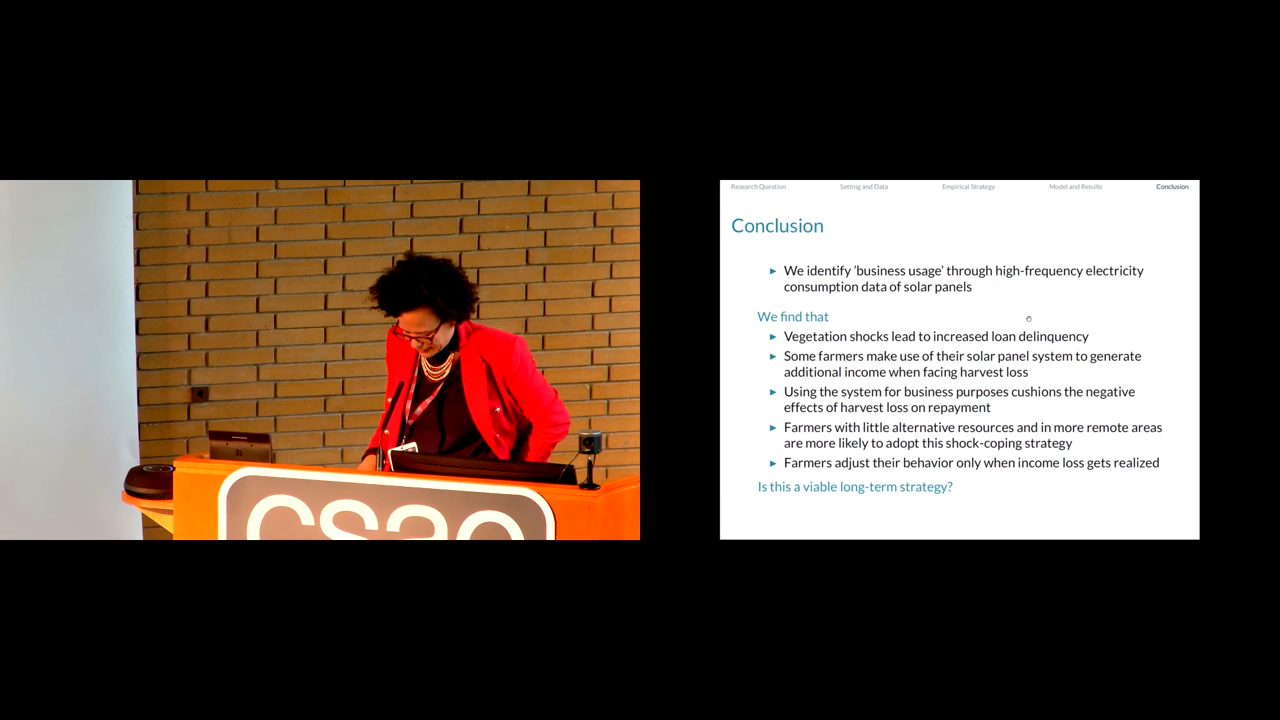 csae
Research Question
Setting and Data
Empirical Strategy
Model and Results
Conclusion
Conclusion
► We identify 'business usage' through high-frequency electricity
consumption data of solar panels
We find that
► Vegetation shocks lead to increased loan delinquency
► Some farmers make use of their solar panel system to generate
additional income when facing harvest loss
► Using the system for business purposes cushions the negative
effects of harvest loss on repayment
► Farmers with little alternative resources and in more remote areas
are more likely to adopt this shock-coping strategy
► Farmers adjust their behavior only when income loss gets realized
Is this a viable long-term strategy?